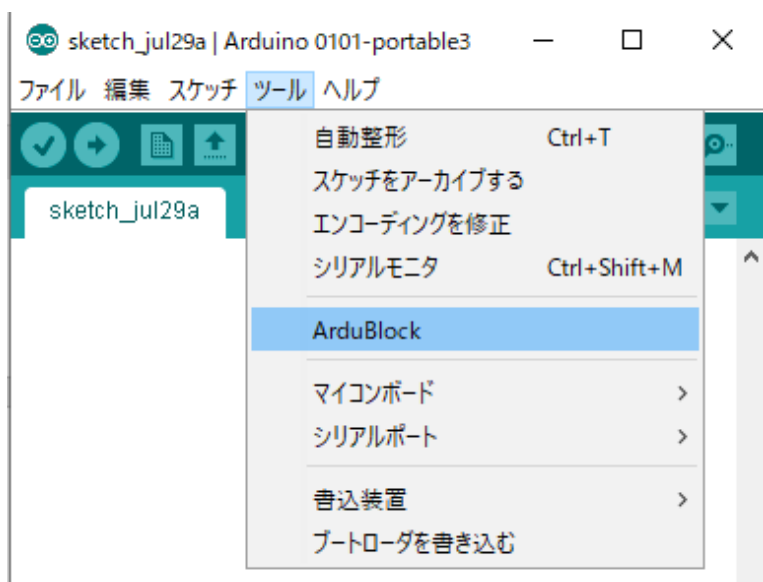 sketch_jul29a | Arduino 0101-portable3
ファイル 編集 スケッチ ツール ヘルプ
sketch_jul29a
自動整形 Ctrl+T
スケッチをアーカイブする
エンコーディングを修正
シリアルモニタ Ctrl+Shift+M
ArduBlock
マイコンボード
シリアルポート
書込装置
ブートローダを書き込む